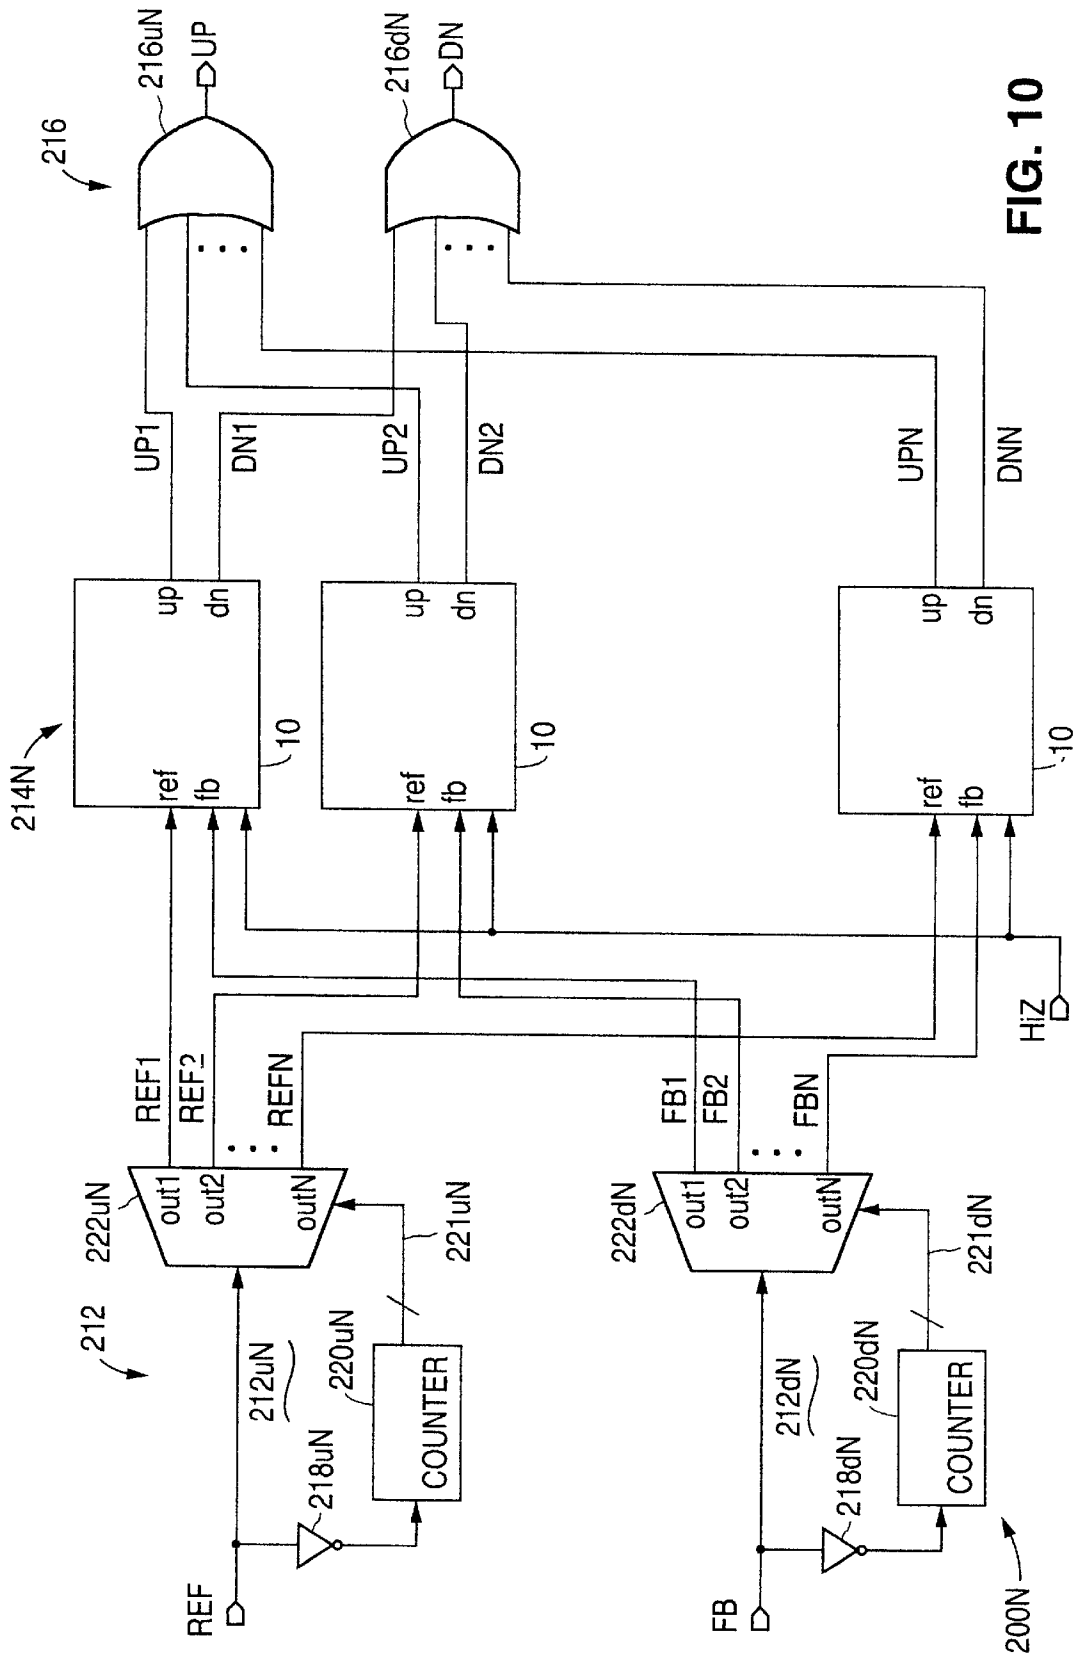 212
REF
212uN
218uN
220uN
COUNTER
221uN
222uN
out1
out2
outN
REF1
REF2
REFN
FB
212dN
218dN
220dN
COUNTER
221dN
222dN
out1
out2
outN
FB1
FB2
FBN
HiZ
200N
214N
ref
fb
up
dn
10
ref
fb
up
dn
10
ref
fb
up
dn
10
UP1
DN1
UP2
DN2
UPN
DNN
216
216uN
UP
216dN
DN
FIG. 10